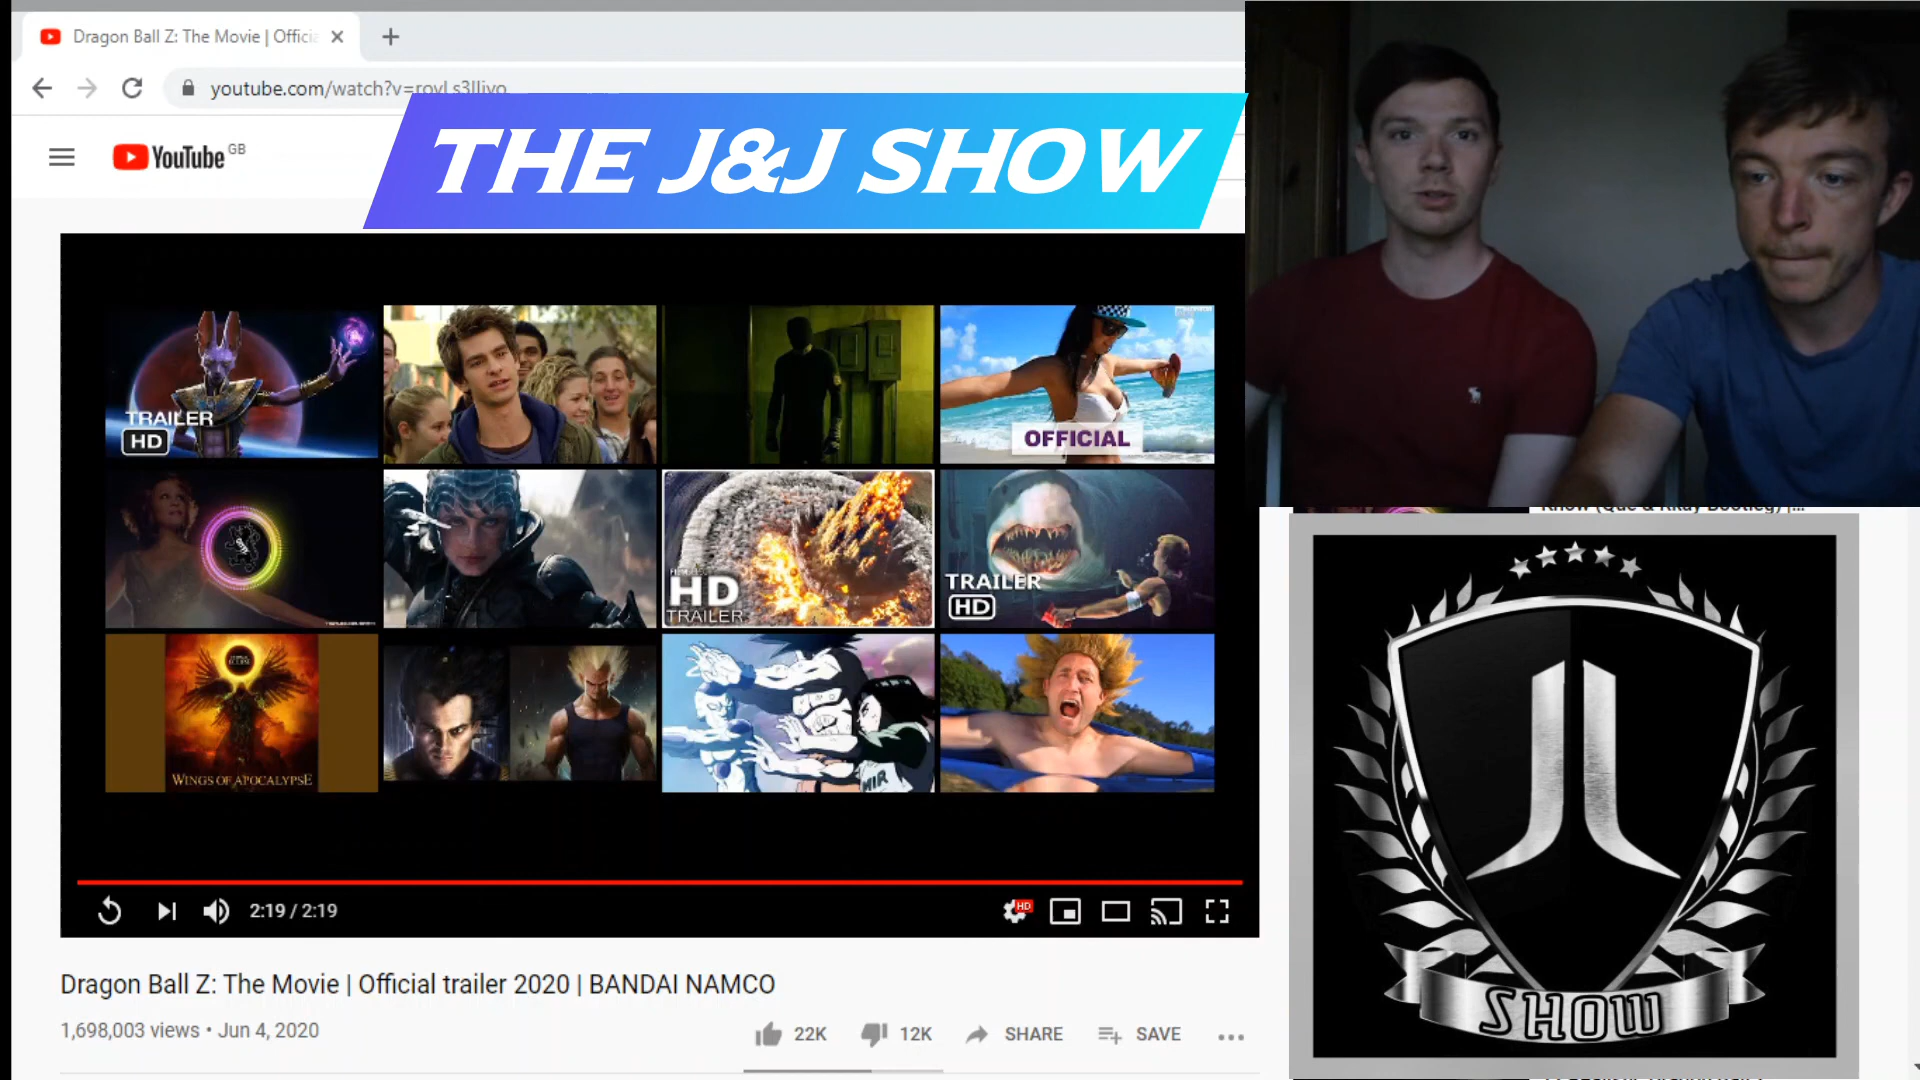 Dragon Ball Z: The Movie | Officia
youtube.com/watch?v=
YouTube GB
THE J&J SHOW
TRAILER
HD
OFFICIAL
HD
TRAILER
TRAILER
HD
WINGS OF APOCALYPSE
2:19 / 2:19
HD
Dragon Ball Z: The Movie | Official trailer 2020 | BANDAI NAMCO
1,698,003 views • Jun 4, 2020
22K
12K
SHARE
SAVE
SHOW